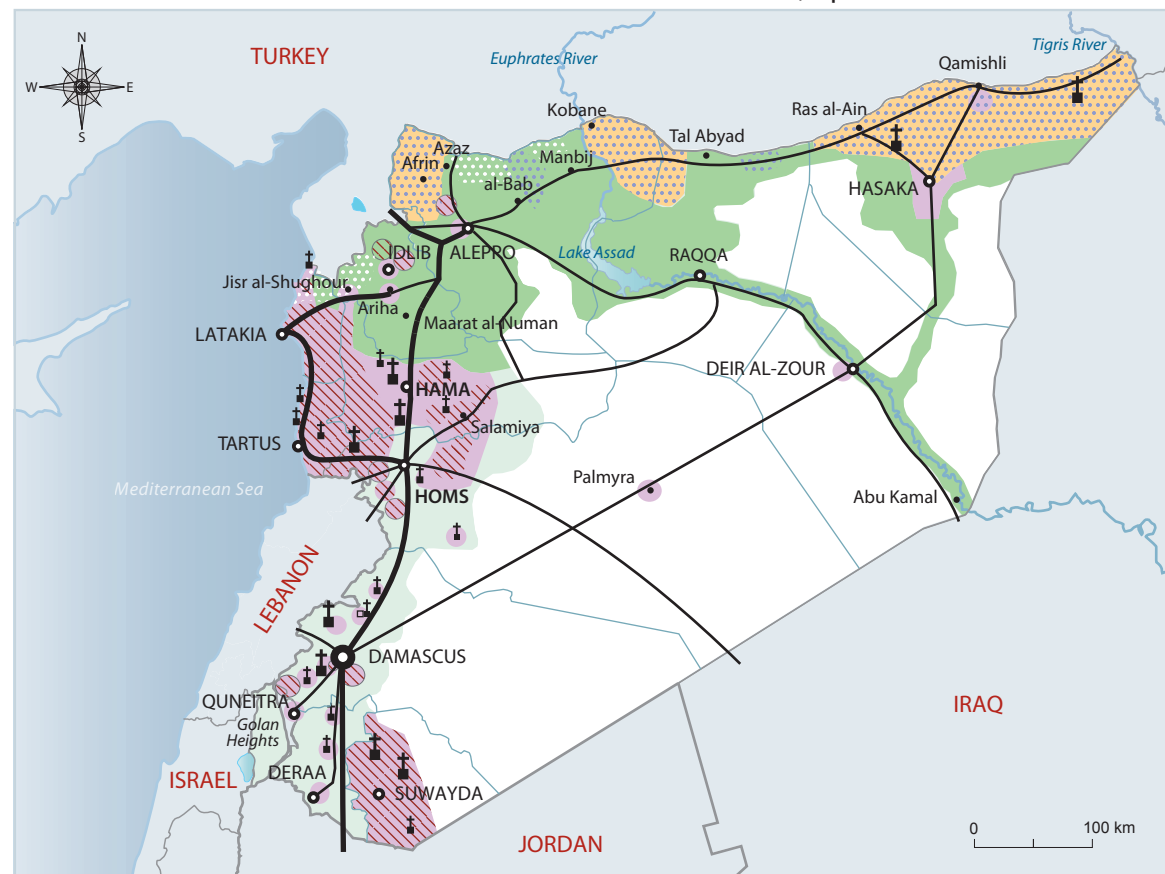 N
W
E
S
TURKEY
Euphrates River
Tigris River
Qamishli
Kobane
Ras al-Ain
Tal Abyad
Azaz
Afrin
Manbij
al-Bab
HASAKA
IDLIB
ALEPPO
Lake Assad
RAQQA
Jisr al-Shughour
Ariha
Maarat al-Numan
LATAKIA
DEIR AL-ZOUR
HAMA
Salamiya
TARTUS
Palmyra
Mediterranean Sea
HOMS
Abu Kamal
LEBANON
DAMASCUS
QUNEITRA
IRAQ
Golan
Heights
DERAA
ISRAEL
SUWAYDA
JORDAN
0
100 km